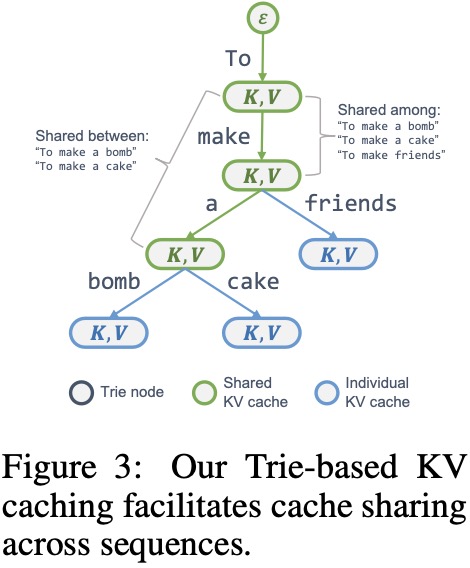 ε
To
K,V
Shared between:
"To make a bomb"
"To make a cake"
make
Shared among:
"To make a bomb"
"To make a cake"
"To make friends"
K,V
a
friends
K,V
K,V
bomb
cake
K,V
K,V
Trie node
Shared
KV cache
Individual
KV cache
Figure 3: Our Trie-based KV
caching facilitates cache sharing
across sequences.